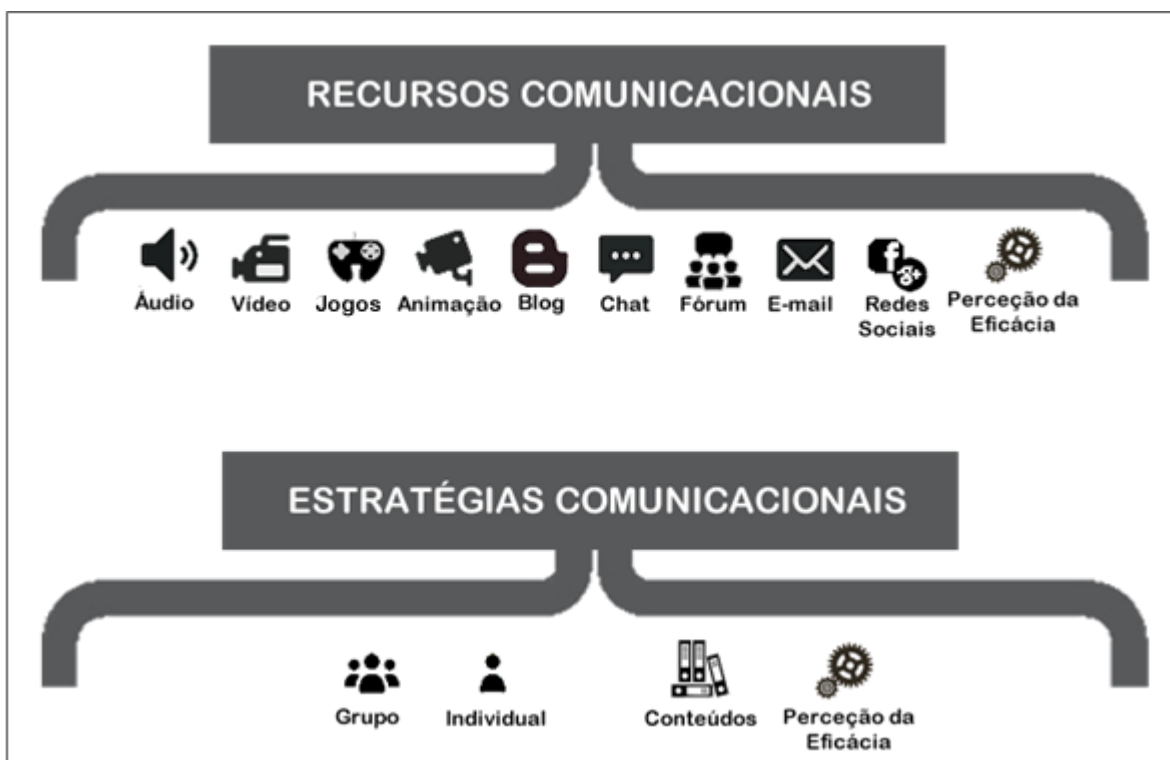 RECURSOS COMUNICACIONAIS
Áudio Vídeo Jogos Animação Blog Chat Fórum E-mail Redes Sociais Perceção da Eficácia
ESTRATÉGIAS COMUNICACIONAIS
Grupo Individual Conteúdos Perceção da Eficácia